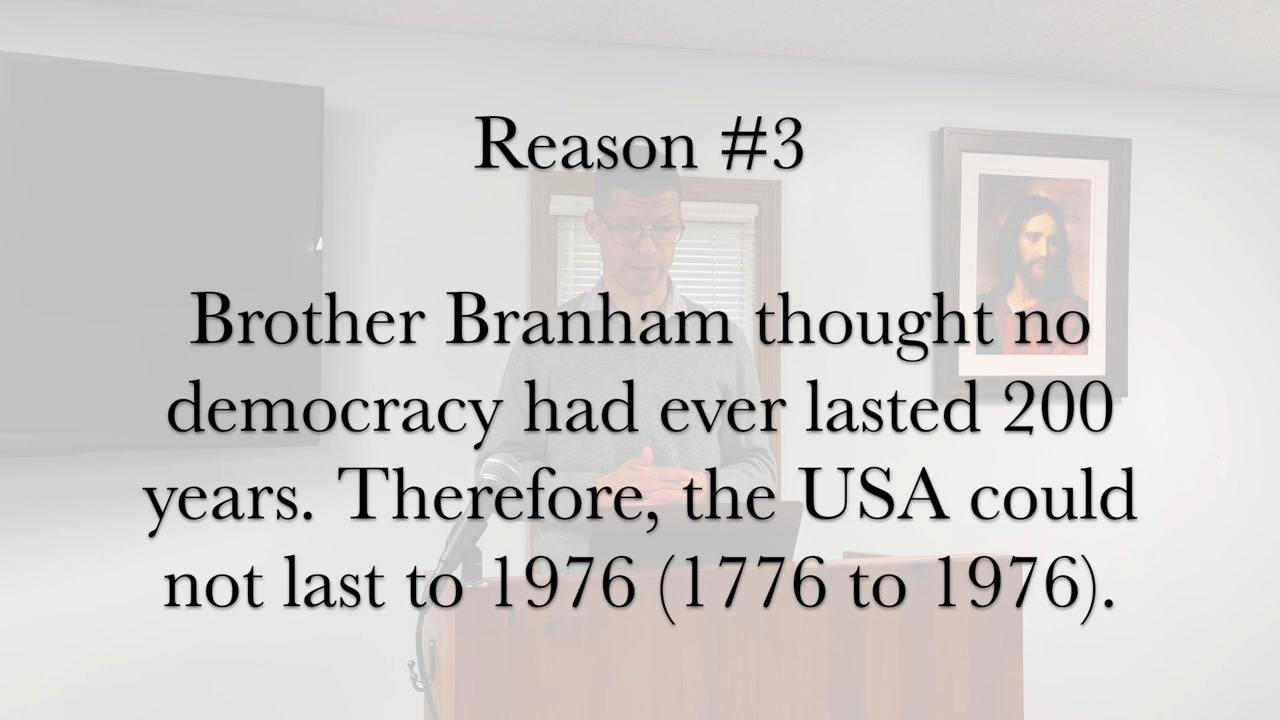 Reason #3
Brother Branham thought no
democracy had ever lasted 200
years. Therefore, the USA could
not last to 1976 (1776 to 1976).